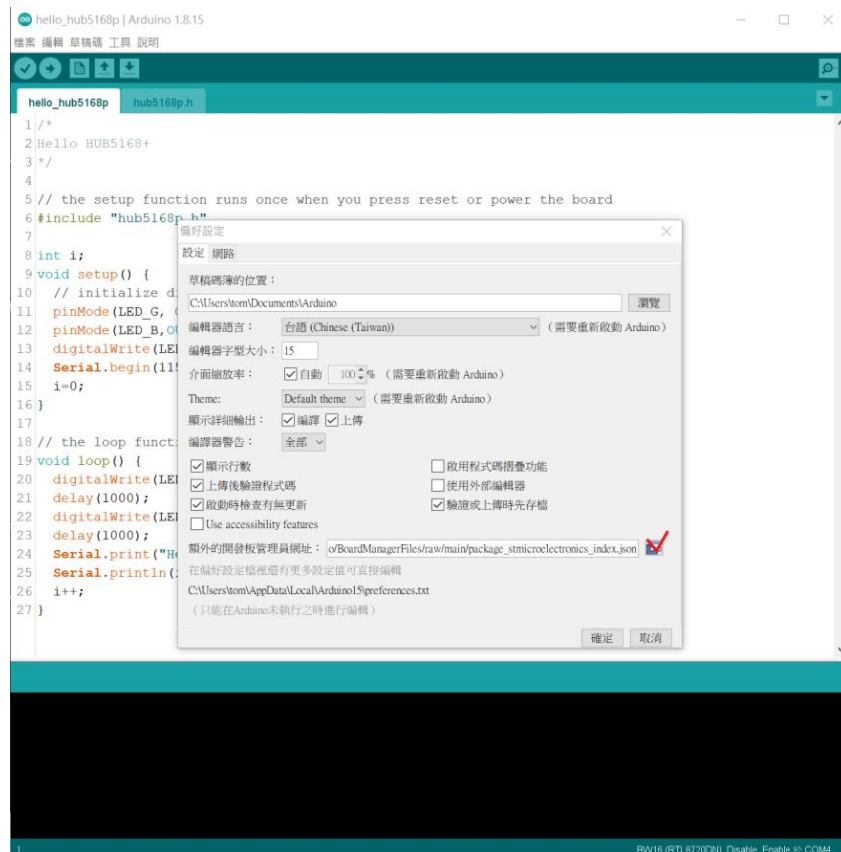 hello_hub5168p | Arduino 1.8.15
檔案 編輯 草稿碼 工具 說明
hello_hub5168p hub5168p.h
1 /*
2 Hello HUB5168+
3 */
4
5 // the setup function runs once when you press reset or power the board
6 #include "hub5168p.h"
7
8 int i;
9 void setup() {
10 // initialize d
11 pinMode(LED_G,
12 pinMode(LED_B,OU
13 digitalWrite(LE
14 Serial.begin(115
15 i=0;
16 }
17
18 // the loop funct
19 void loop() {
20 digitalWrite(LE
21 delay(1000);
22 digitalWrite(LE
23 delay(1000);
24 Serial.print("He
25 Serial.println(
26 i++;
27 }
偏好設定
設定 網路
草稿碼簿的位置：
C:\Users\tom\Documents\Arduino 瀏覽
編輯器語言： 台語 (Chinese (Taiwan)) （需要重新啟動 Arduino）
編輯器字型大小： 15
介面縮放率： 自動 100 % （需要重新啟動 Arduino）
Theme: Default theme （需要重新啟動 Arduino）
顯示詳細輸出： 編譯 上傳
編譯器警告： 全部
顯示行數 啟用程式碼摺疊功能
上傳後驗證程式碼 使用外部編輯器
啟動時檢查有無更新 驗證或上傳時先存檔
Use accessibility features
額外的開發板管理員網址： o/BoardManagerFiles/raw/main/package_stmicroelectronics_index.json
在偏好設定檔裡還有更多設定值可直接編輯
C:\Users\tom\AppData\Local\Arduino15\preferences.txt
（只能在Arduino未執行之時進行編輯）
確定 取消
1 BW16 (RTL8720DN), Disable, Enable 於 COM4